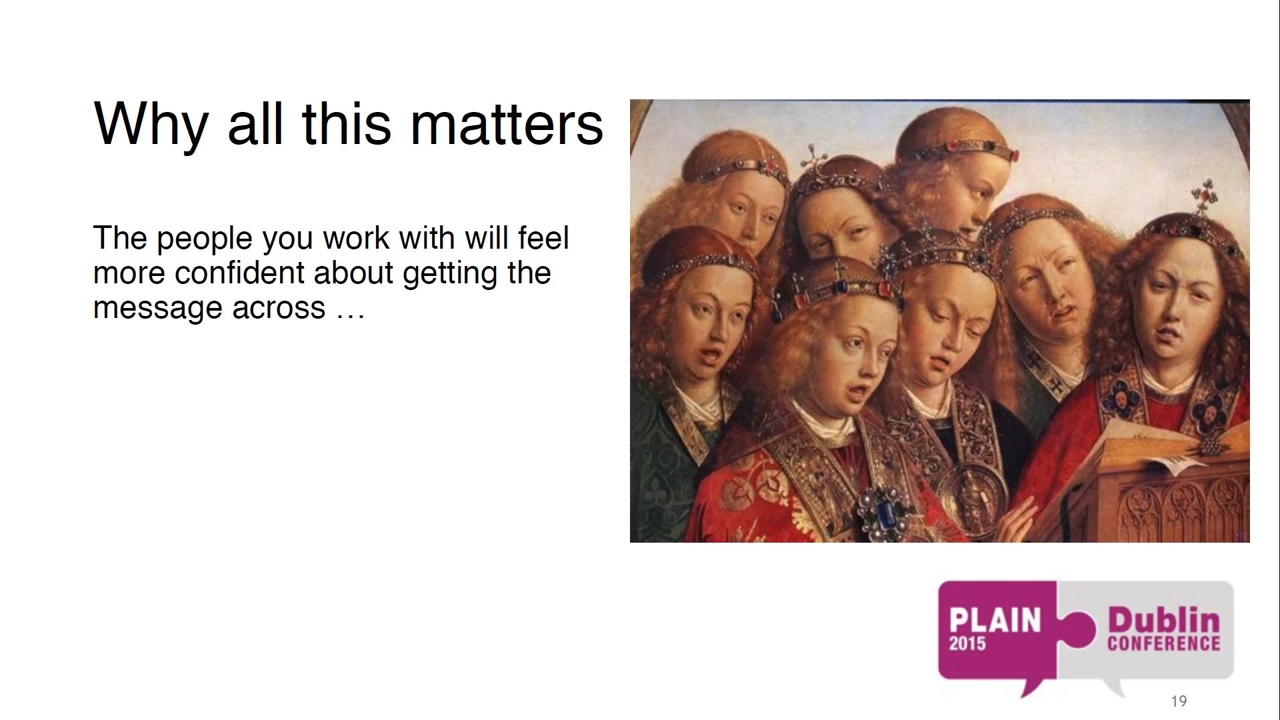 Why all this matters
The people you work with will feel
more confident about getting the
message across …
PLAIN
2015
Dublin
CONFERENCE
19